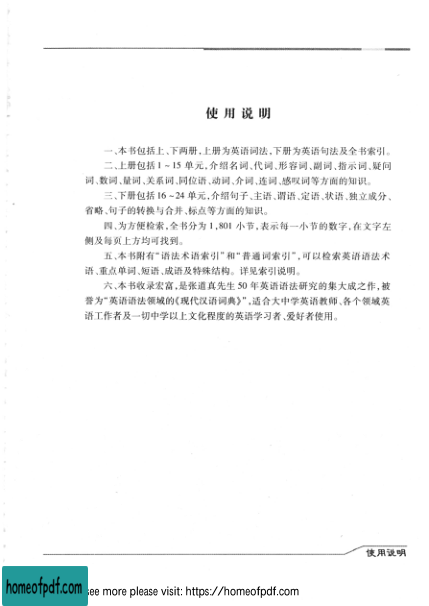 使用说明
一、本书包括上、下两册,上册为英语词法,下册为英语句法及全书索引。
二、上册包括1~15单元,介绍名词、代词、形容词、副词、指示词、疑问
词、数词、量词、关系词、同位语、动词、介词、连词、感叹词等方面的知识。
三、下册包括16~24单元,介绍句子、主语、谓语、定语、状语、独立成分、
省略、句子的转换与合并、标点等方面的知识。
四、为方便检索,全书分为1,801小节,表示每一小节的数字,在文字左
侧及每页上方均可找到。
五、本书附有“语法术语索引”和“普通词索引”,可以检索英语语法术
语、重点单词、短语、成语及特殊结构。详见索引说明。
六、本书收录宏富,是张道真先生50年英语语法研究的集大成之作,被
誉为“英语语法领域的《现代汉语词典》”,适合大中学英语教师、各个领域英
语工作者及一切中学以上文化程度的英语学习者、爱好者使用。
使用说明
homeofpdf.com
see more please visit: https://homeofpdf.com